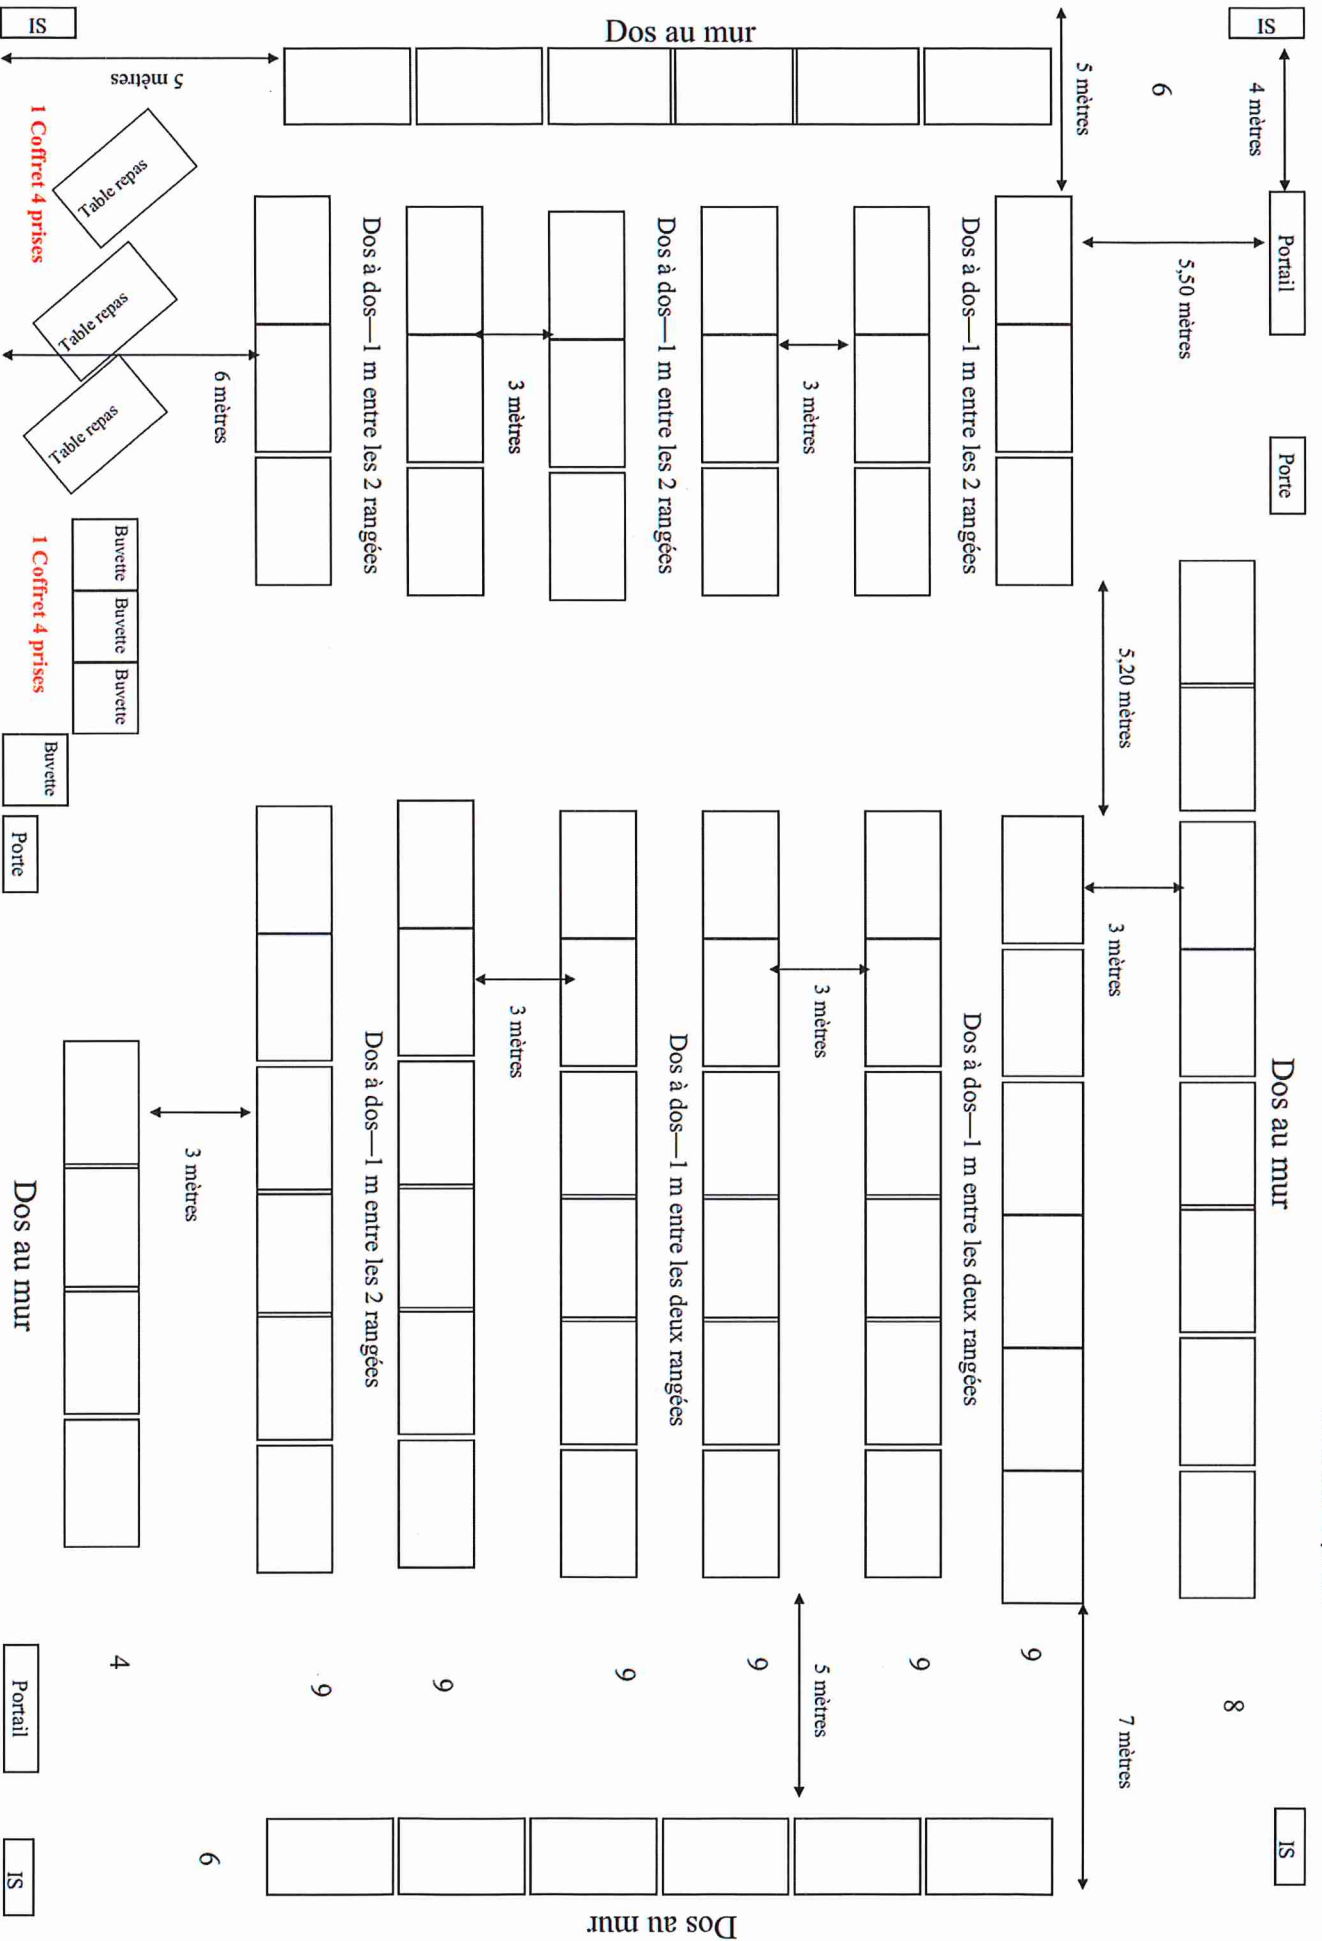 IS
Dos au mur
IS
5 mètres
5 mètres
6
4 mètres
1 Coffret 4 prises
Table repas
Table repas
Table repas
6 mètres
Dos à dos—1 m entre les 2 rangées
3 mètres
Dos à dos—1 m entre les 2 rangées
3 mètres
Dos à dos—1 m entre les 2 rangées
5,50 mètres
Portail
Porte
1 Coffret 4 prises
Buvette
Buvette
Buvette
Buvette
Porte
5,20 mètres
3 mètres
Dos au mur
3 mètres
3 mètres
Dos à dos—1 m entre les 2 rangées
Dos à dos—1 m entre les deux rangées
Dos à dos—1 m entre les deux rangées
3 mètres
Dos au mur
4
9
9
9
9
9
9
8
5 mètres
7 mètres
Portail
IS
6
IS
Dos au mur